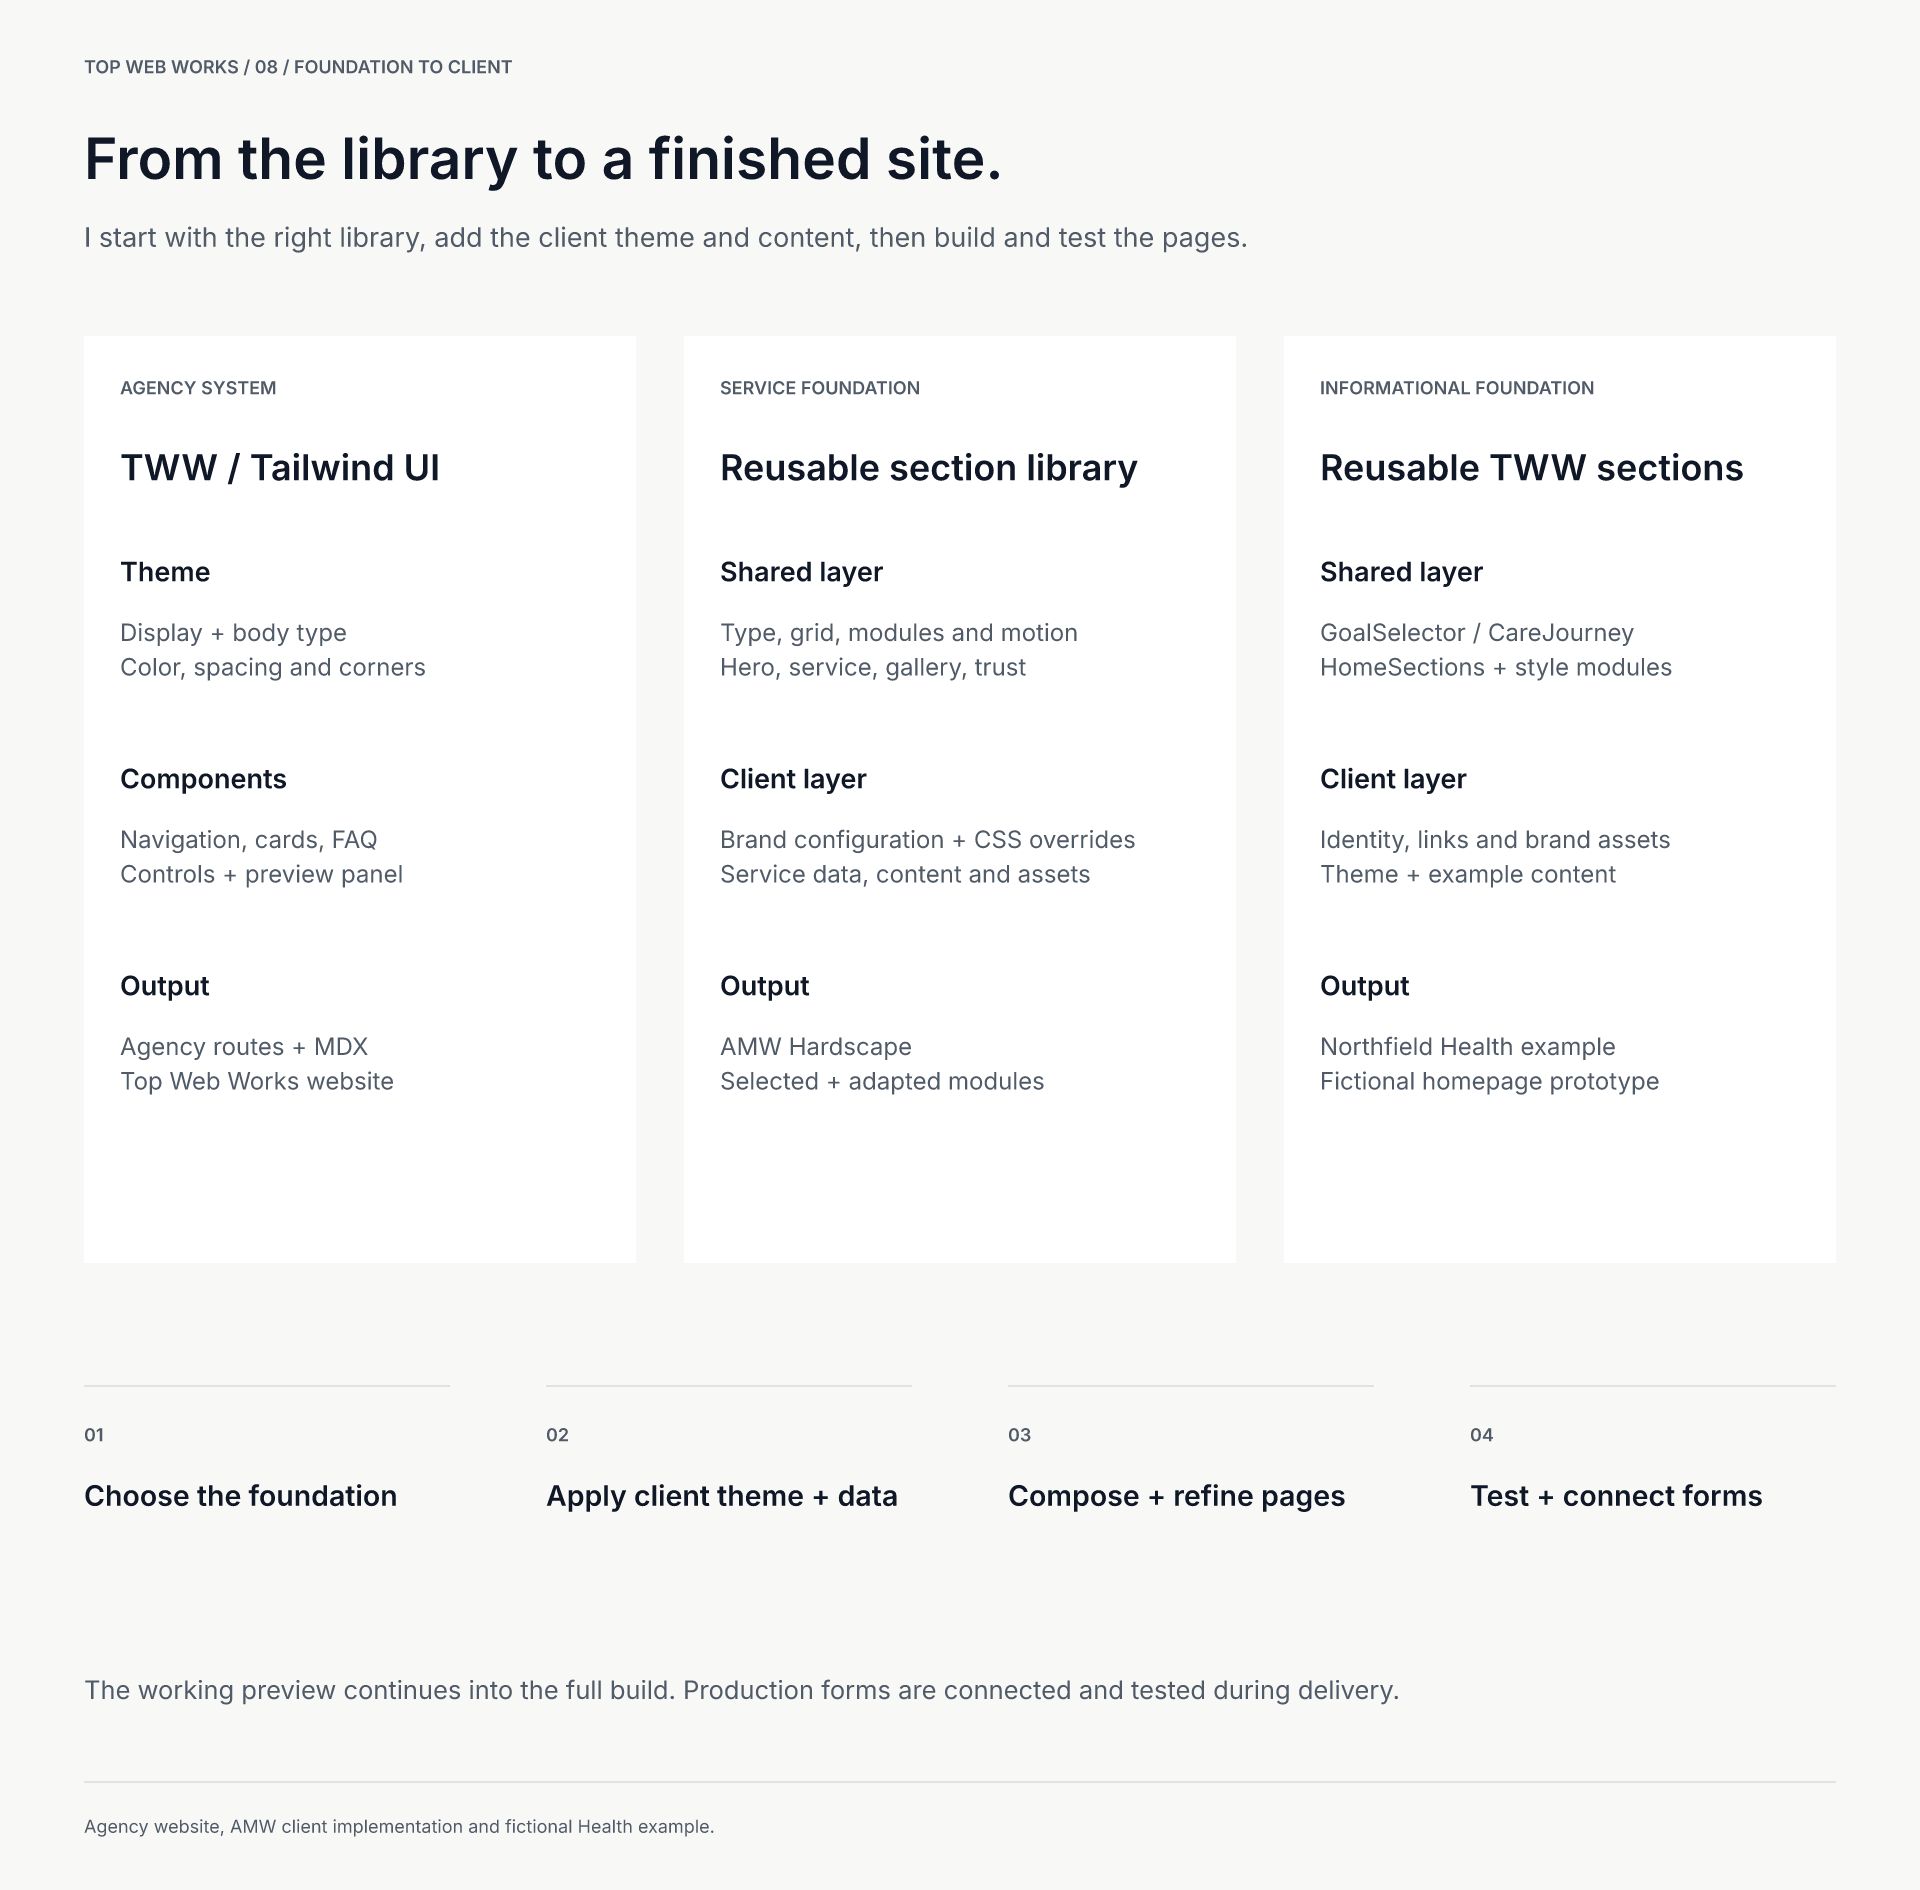 TOP WEB WORKS / 08 / FOUNDATION TO CLIENT
From the library to a finished site.
I start with the right library, add the client theme and content, then build and test the pages.
AGENCY SYSTEM
TWW / Tailwind UI
Theme
Display + body type
Color, spacing and corners
Components
Navigation, cards, FAQ
Controls + preview panel
Output
Agency routes + MDX
Top Web Works website
SERVICE FOUNDATION
Reusable section library
Shared layer
Type, grid, modules and motion
Hero, service, gallery, trust
Client layer
Brand configuration + CSS overrides
Service data, content and assets
Output
AMW Hardscape
Selected + adapted modules
INFORMATIONAL FOUNDATION
Reusable TWW sections
Shared layer
GoalSelector / CareJourney
HomeSections + style modules
Client layer
Identity, links and brand assets
Theme + example content
Output
Northfield Health example
Fictional homepage prototype
01
Choose the foundation
02
Apply client theme + data
03
Compose + refine pages
04
Test + connect forms
The working preview continues into the full build. Production forms are connected and tested during delivery.
Agency website, AMW client implementation and fictional Health example.